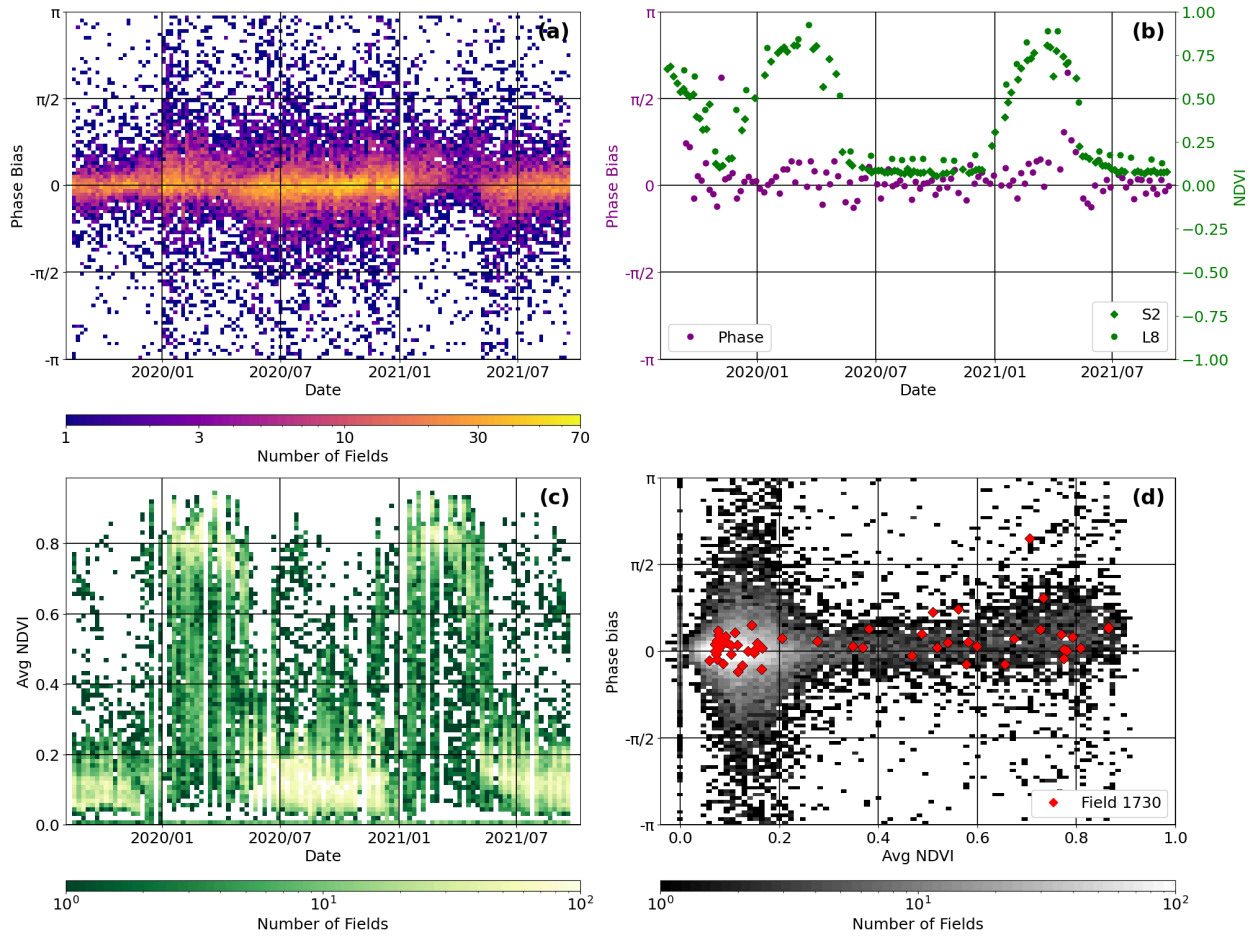 (a)
π
π/2
0
-π/2
-π
Phase Bias
2020/01 2020/07 2021/01 2021/07
Date
1 3 10 30 70
Number of Fields
(b)
π
π/2
0
-π/2
-π
Phase Bias
1.00
0.75
0.50
0.25
0.00
−0.25
−0.50
−0.75
−1.00
NDVI
Phase
S2
L8
2020/01 2020/07 2021/01 2021/07
Date
(c)
0.8
0.6
0.4
0.2
0.0
Avg NDVI
2020/01 2020/07 2021/01 2021/07
Date
10⁰ 10¹ 10²
Number of Fields
(d)
π
π/2
0
-π/2
-π
Phase bias
Field 1730
0.0 0.2 0.4 0.6 0.8 1.0
Avg NDVI
10⁰ 10¹ 10²
Number of Fields